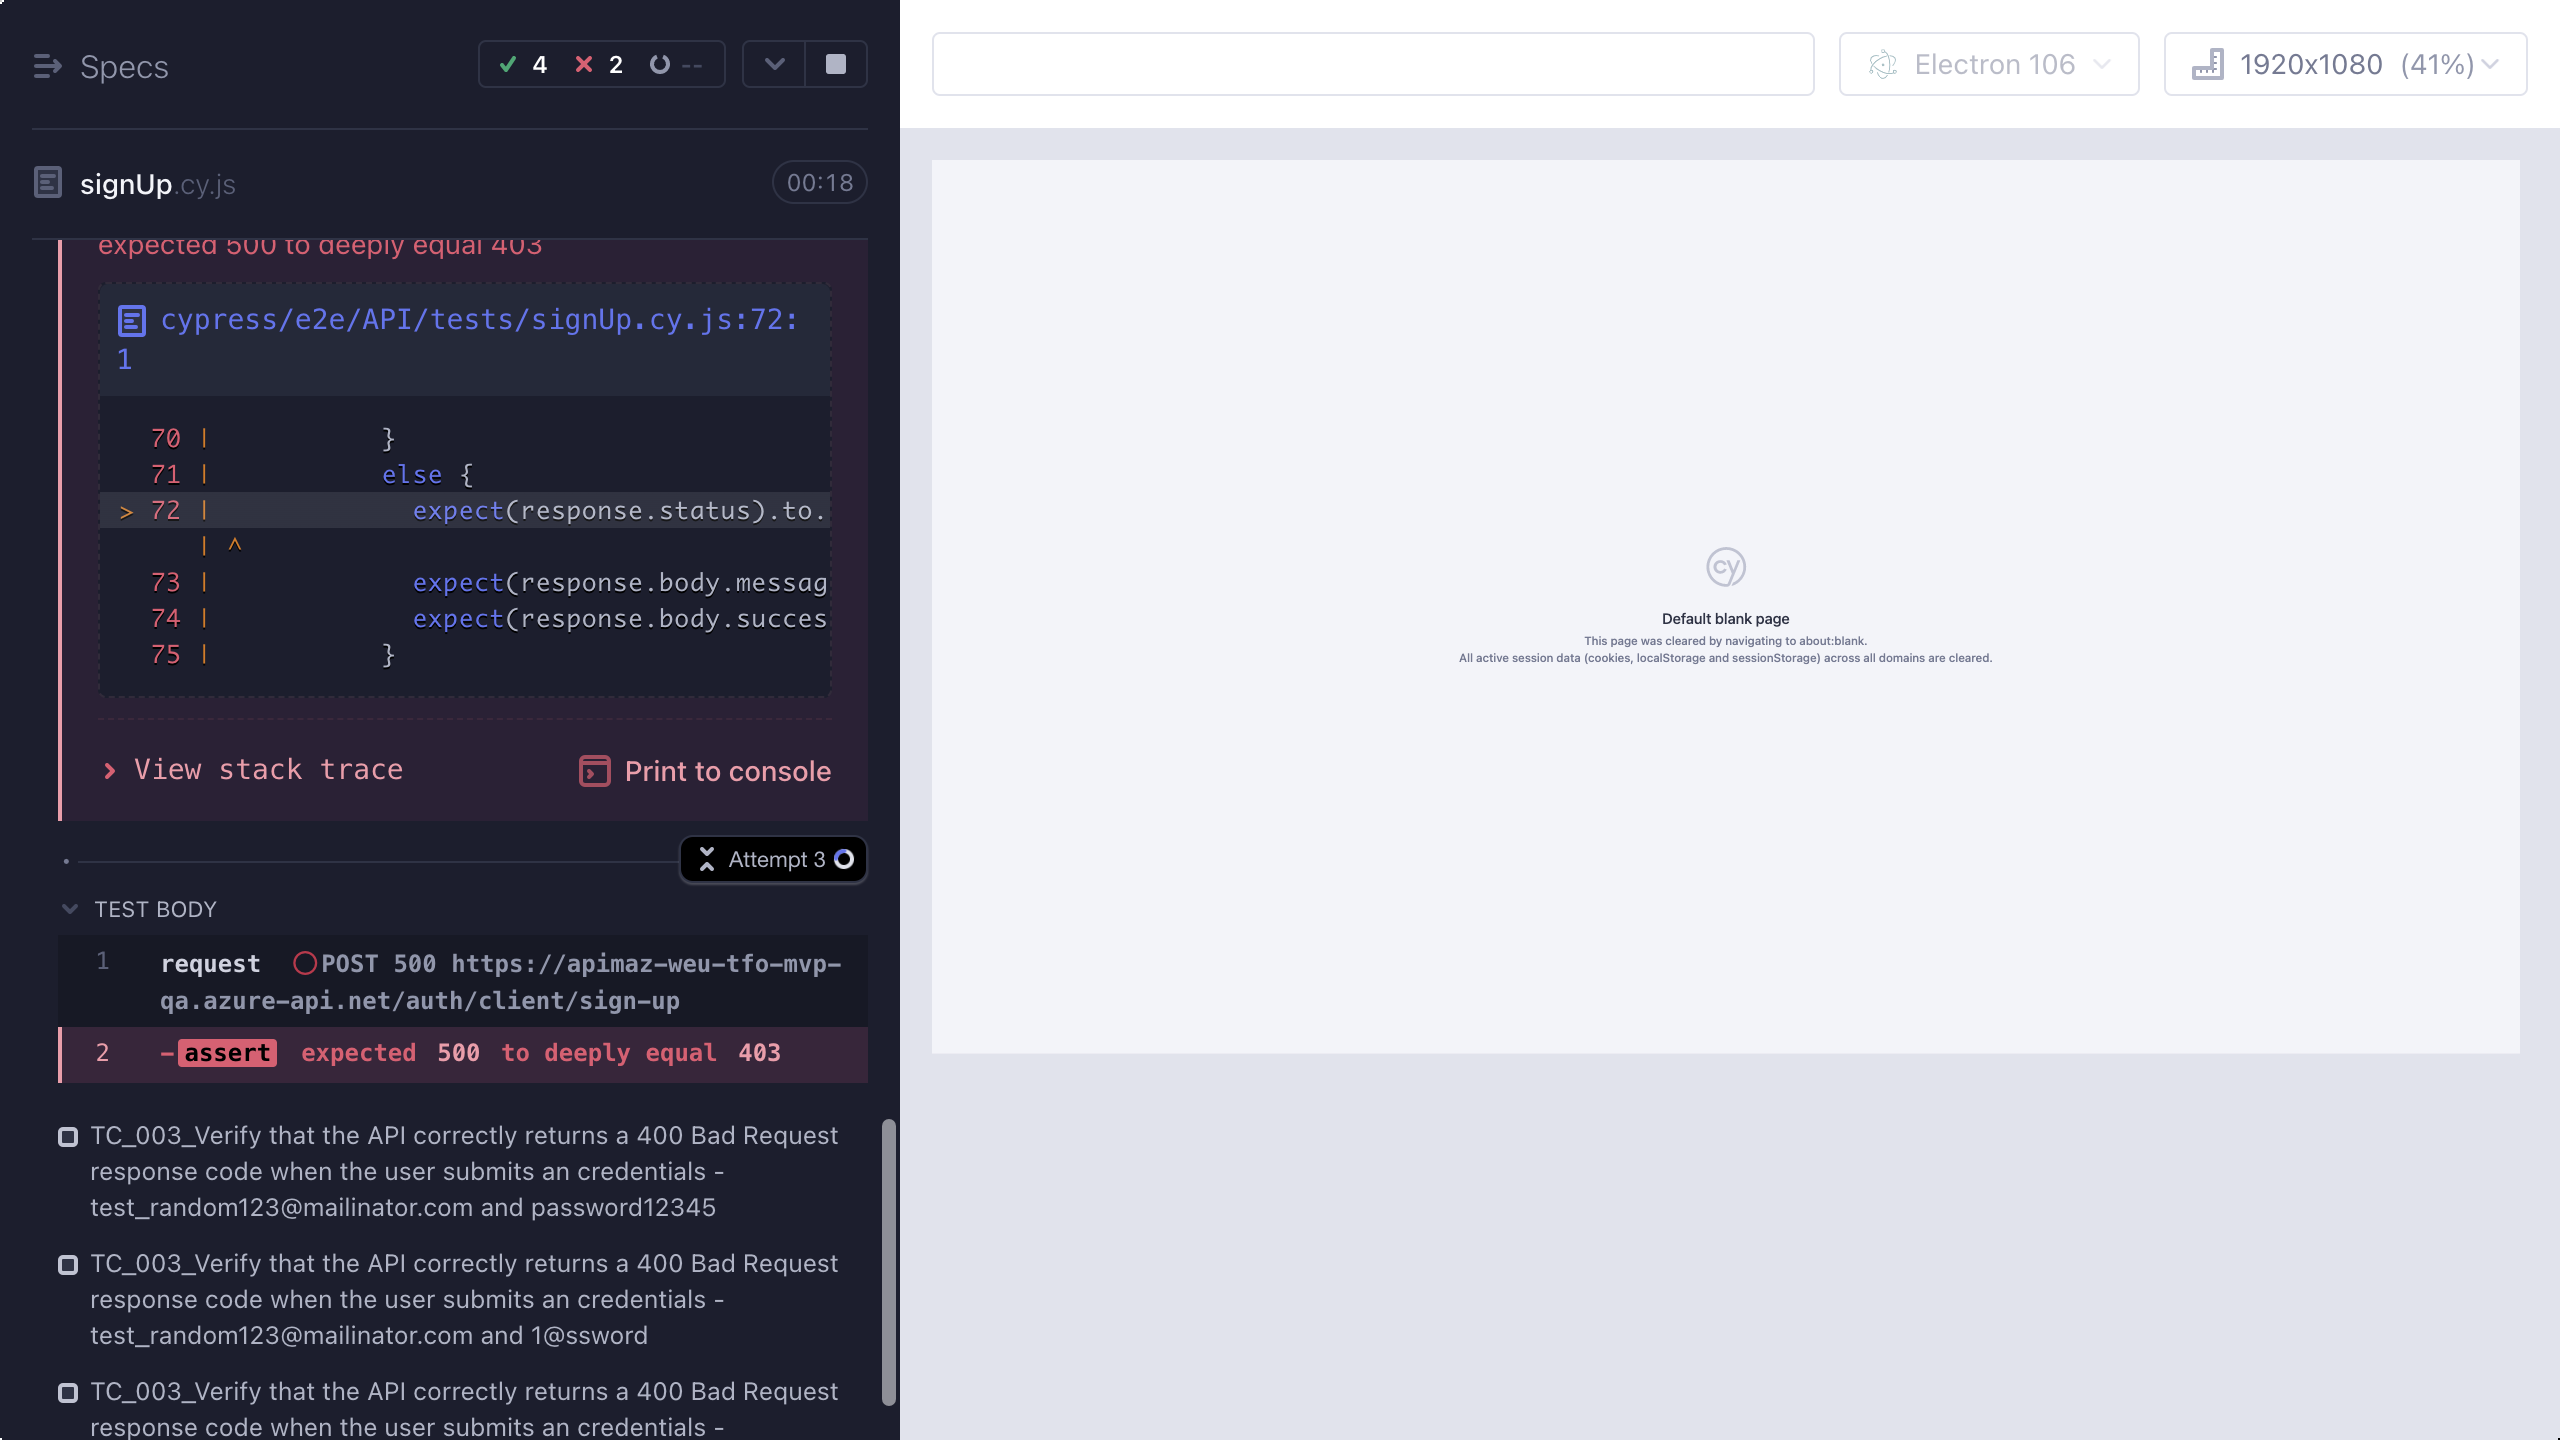 Specs
4 2 --
signUp.cy.js
00:18
expected 500 to deeply equal 403
cypress/e2e/API/tests/signUp.cy.js:72:
1
70 | }
71 | else {
> 72 | expect(response.status).to.
| ^
73 | expect(response.body.messag
74 | expect(response.body.succes
75 | }
View stack trace
Print to console
Attempt 3
TEST BODY
1 request POST 500 https://apimaz-weu-tfo-mvp-
qa.azure-api.net/auth/client/sign-up
2 -assert expected 500 to deeply equal 403
TC_003_Verify that the API correctly returns a 400 Bad Request
response code when the user submits an credentials -
test_random123@mailinator.com and password12345
TC_003_Verify that the API correctly returns a 400 Bad Request
response code when the user submits an credentials -
test_random123@mailinator.com and 1@ssword
TC_003_Verify that the API correctly returns a 400 Bad Request
response code when the user submits an credentials -
Electron 106
1920x1080 (41%)
cy
Default blank page
This page was cleared by navigating to about:blank.
All active session data (cookies, localStorage and sessionStorage) across all domains are cleared.